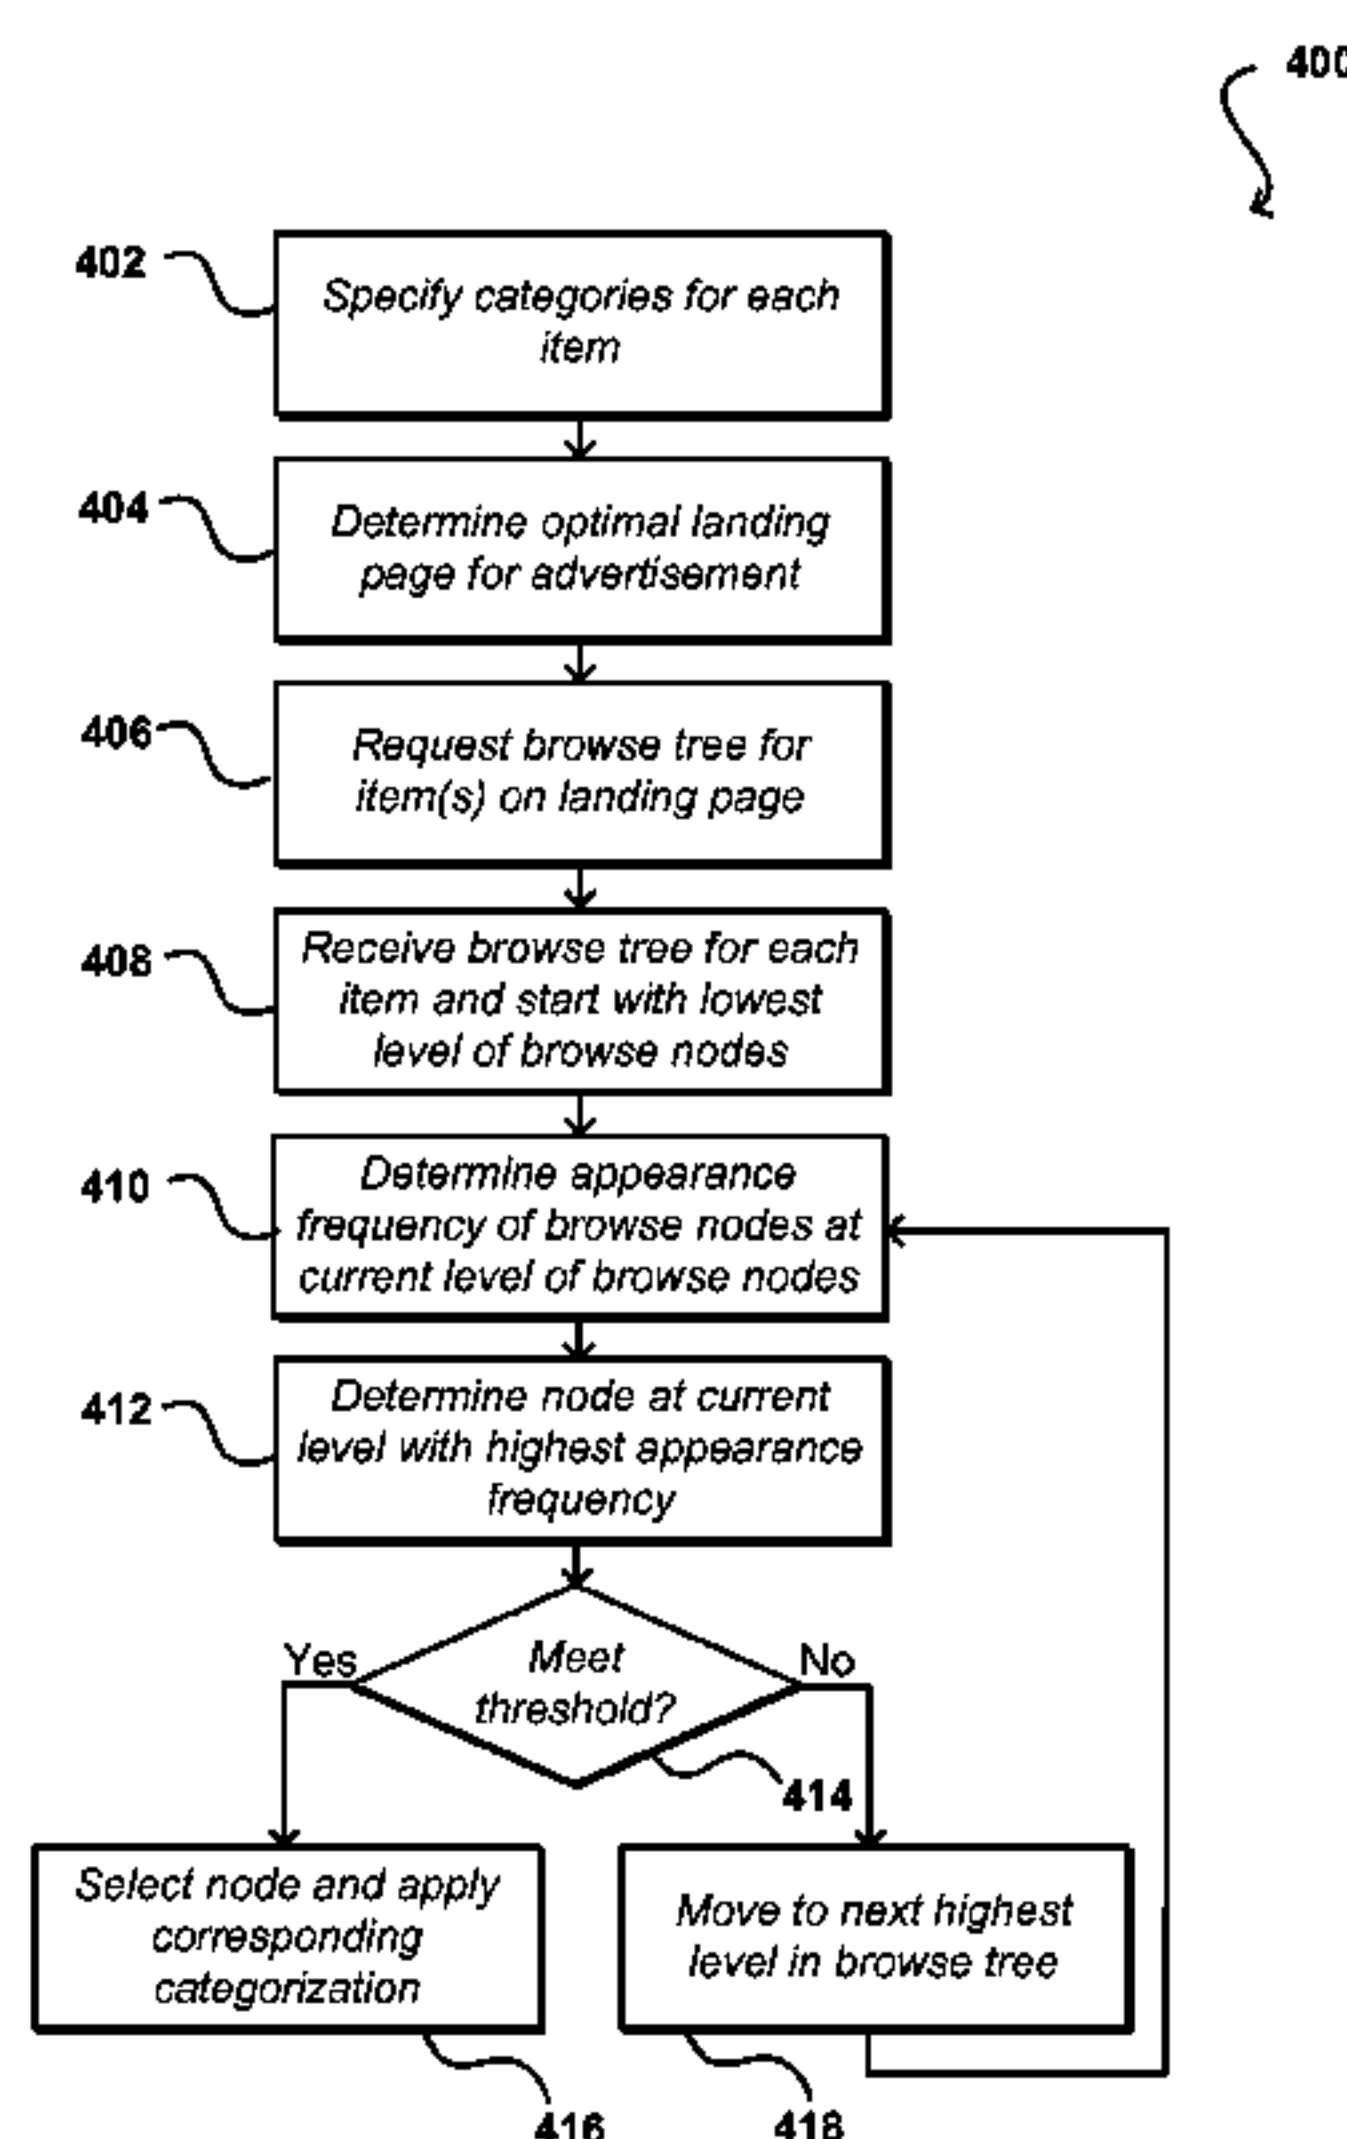 400
402
Specify categories for each
item
404
Determine optimal landing
page for advertisement
406
Request browse tree for
item(s) on landing page
408
Receive browse tree for each
item and start with lowest
level of browse nodes
410
Determine appearance
frequency of browse nodes at
current level of browse nodes
412
Determine node at current
level with highest appearance
frequency
Yes
Meet
threshold?
No
414
Select node and apply
corresponding
categorization
Move to next highest
level in browse tree
416
418